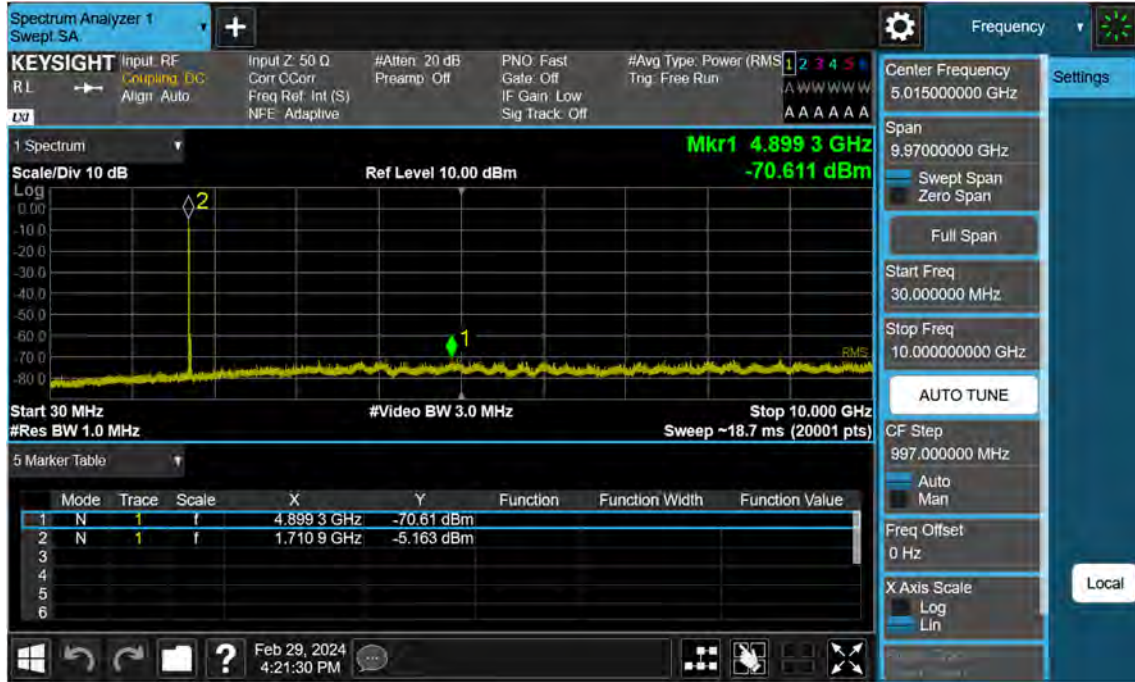 Spectrum Analyzer 1
Swept SA
Frequency
KEYSIGHT
RL
LXI
Input: RF
Coupling: DC
Align: Auto
Input Z: 50 Ω
Corr CCorr
Freq Ref: Int (S)
NFE: Adaptive
#Atten: 20 dB
Preamp: Off
PNO: Fast
Gate: Off
IF Gain: Low
Sig Track: Off
#Avg Type: Power (RMS
Trig: Free Run
1 2 3 4 5 6
A W W W W W
A A A A A A
1 Spectrum
Mkr1 4.899 3 GHz
Scale/Div 10 dB
Ref Level 10.00 dBm
-70.611 dBm
Log
0.00
-10.0
-20.0
-30.0
-40.0
-50.0
-60.0
-70.0
-80.0
2
1
RMS
Start 30 MHz
#Video BW 3.0 MHz
Stop 10.000 GHz
#Res BW 1.0 MHz
Sweep ~18.7 ms (20001 pts)
5 Marker Table
Mode Trace Scale X Y Function Function Width Function Value
1 N 1 f 4.899 3 GHz -70.61 dBm
2 N 1 f 1.710 9 GHz -5.163 dBm
3
4
5
6
?
Feb 29, 2024
4:21:30 PM
Center Frequency
5.015000000 GHz
Span
9.97000000 GHz
Swept Span
Zero Span
Full Span
Start Freq
30.000000 MHz
Stop Freq
10.000000000 GHz
AUTO TUNE
CF Step
997.000000 MHz
Auto
Man
Freq Offset
0 Hz
X Axis Scale
Log
Lin
Settings
Local